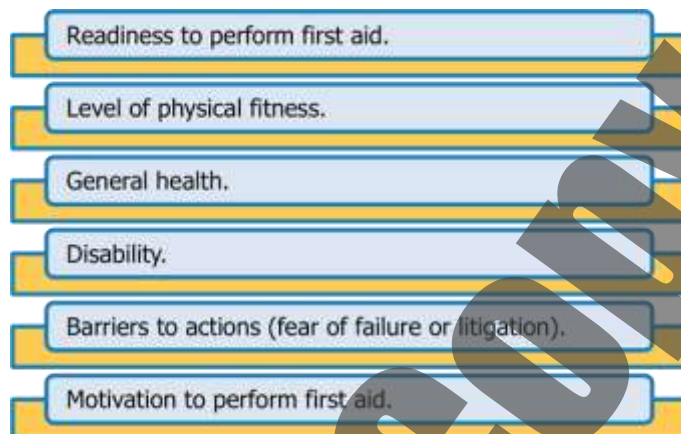 Readiness to perform first aid.
Level of physical fitness.
General health.
Disability.
Barriers to actions (fear of failure or litigation).
Motivation to perform first aid.